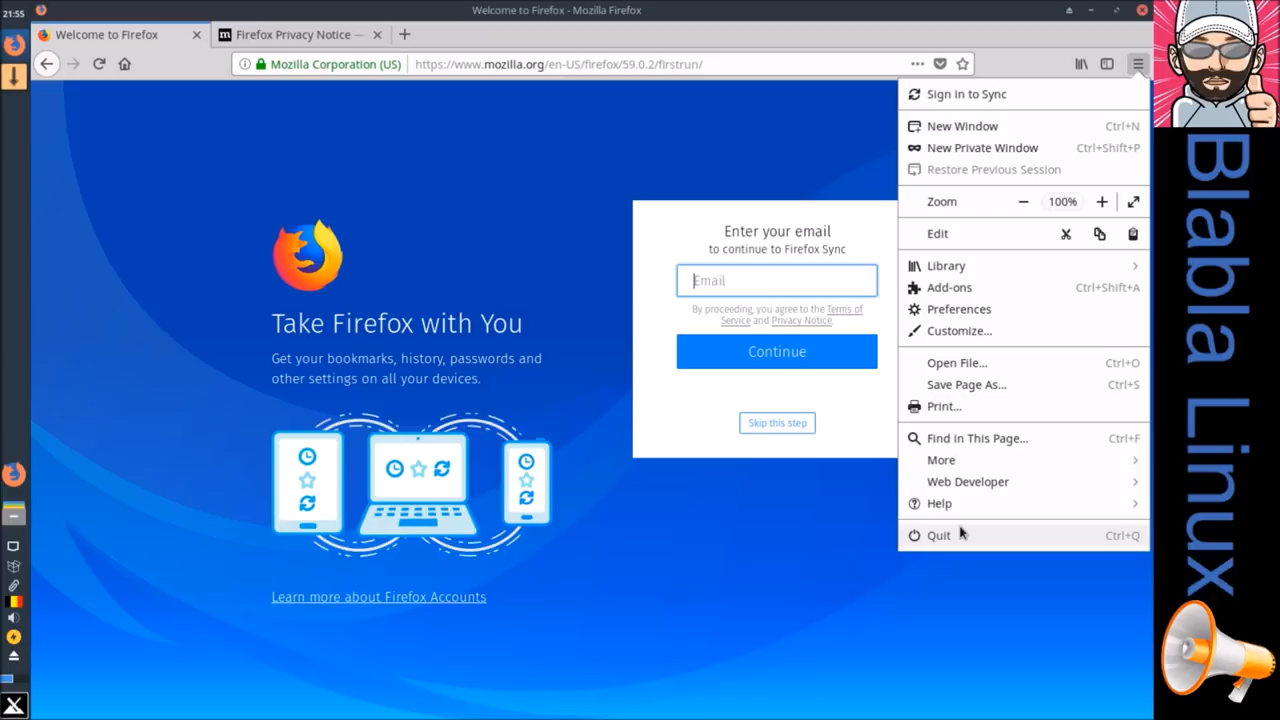 21:55
Welcome to Firefox - Mozilla Firefox
Welcome to Firefox
Firefox Privacy Notice —
Mozilla Corporation (US)
https://www.mozilla.org/en-US/firefox/59.0.2/firstrun/
Sign in to Sync
New Window Ctrl+N
New Private Window Ctrl+Shift+P
Restore Previous Session
Zoom 100%
Edit
Library
Add-ons Ctrl+Shift+A
Preferences
Customize...
Open File... Ctrl+O
Save Page As... Ctrl+S
Print...
Find in This Page... Ctrl+F
More
Web Developer
Help
Quit Ctrl+Q
Take Firefox with You
Get your bookmarks, history, passwords and
other settings on all your devices.
Learn more about Firefox Accounts
Enter your email
to continue to Firefox Sync
Email
By proceeding, you agree to the Terms of
Service and Privacy Notice.
Continue
Skip this step
Blabla Linux